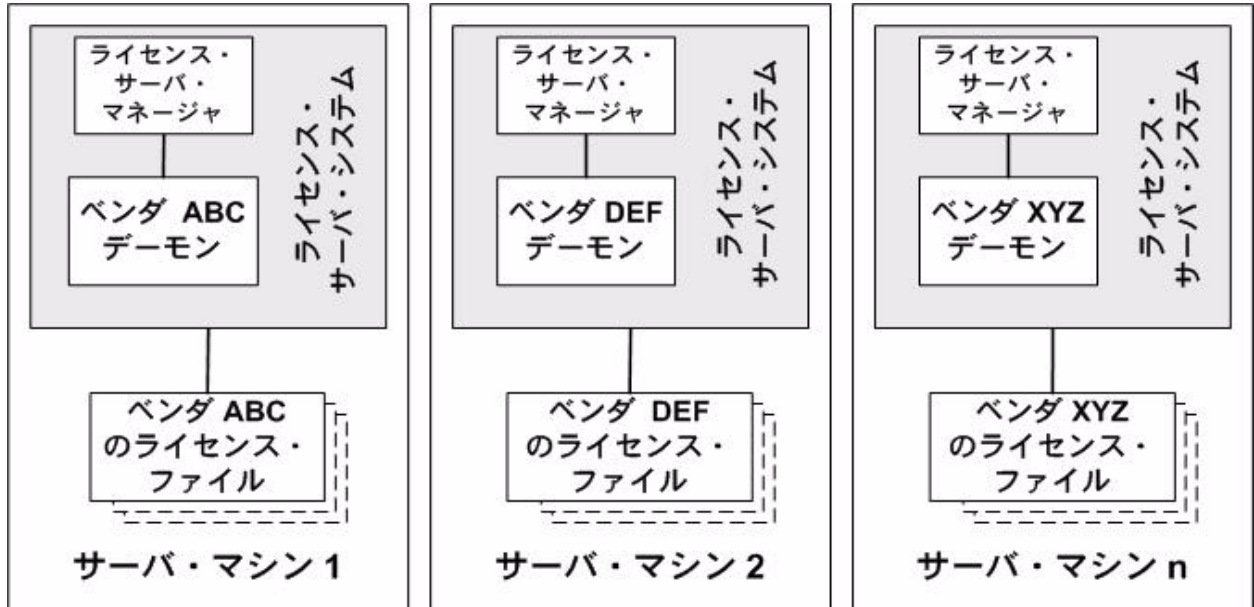 ライセンス・
サーバ・
マネージャ
ベンダ ABC
デーモン
ライセンス・
サーバ・システム
ベンダ ABC
のライセンス・
ファイル
サーバ・マシン 1
ライセンス・
サーバ・
マネージャ
ベンダ DEF
デーモン
ライセンス・
サーバ・システム
ベンダ DEF
のライセンス・
ファイル
サーバ・マシン 2
ライセンス・
サーバ・
マネージャ
ベンダ XYZ
デーモン
ライセンス・
サーバ・システム
ベンダ XYZ
のライセンス・
ファイル
サーバ・マシン n